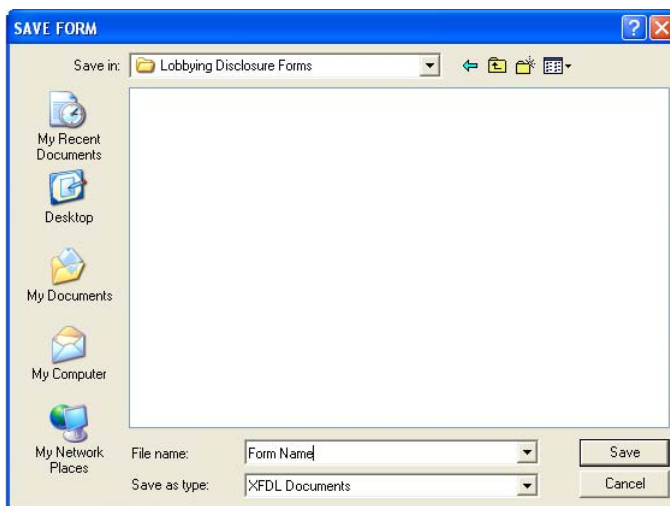 SAVE FORM
Save in:
Lobbying Disclosure Forms
My Recent
Documents
Desktop
My Documents
My Computer
My Network
Places
File name:
Form Name
Save
Save as type:
XFDL Documents
Cancel